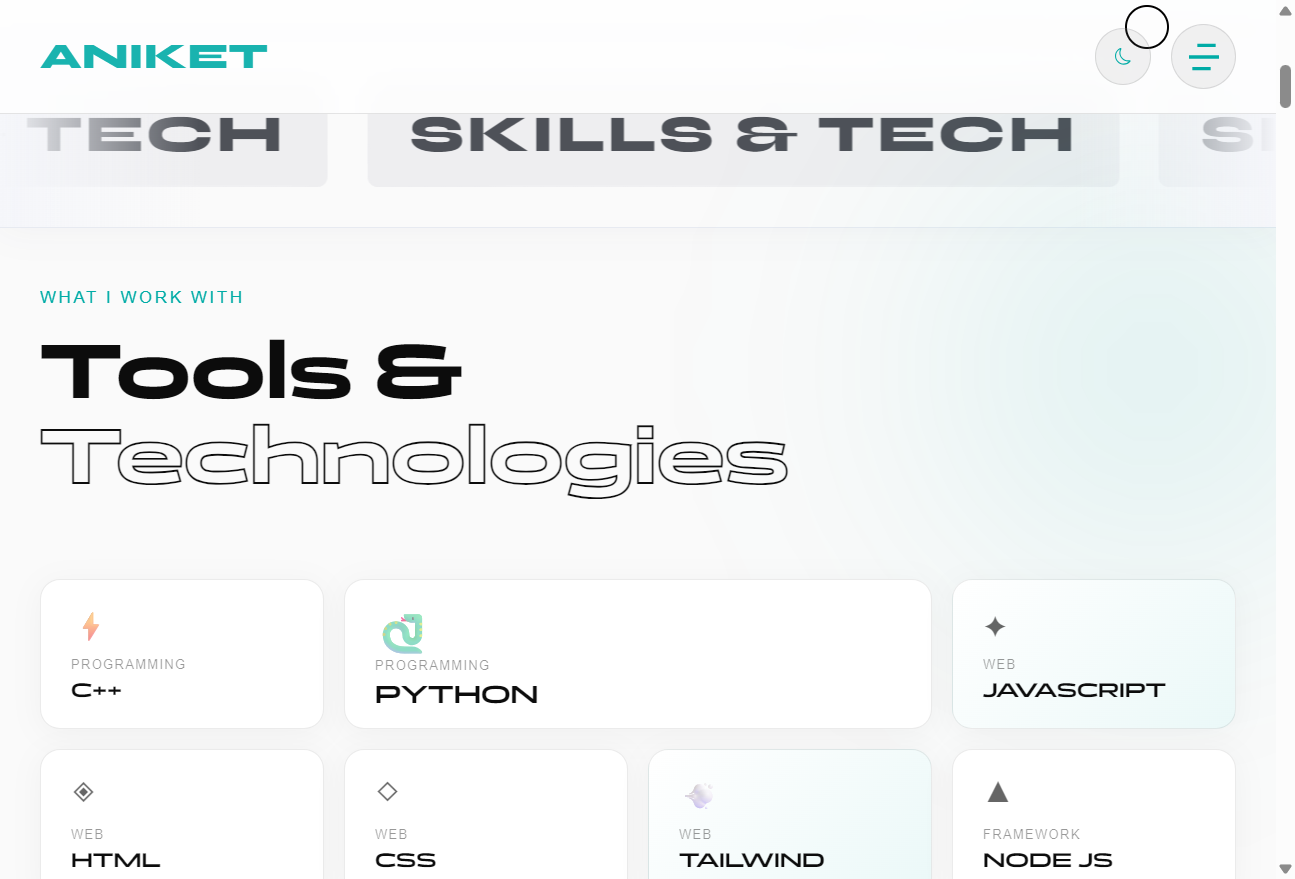 ANIKET
TECH SKILLS & TECH
WHAT I WORK WITH
Tools &
Technologies
PROGRAMMING
C++
PROGRAMMING
PYTHON
WEB
JAVASCRIPT
WEB
HTML
WEB
CSS
WEB
TAILWIND
FRAMEWORK
NODE JS